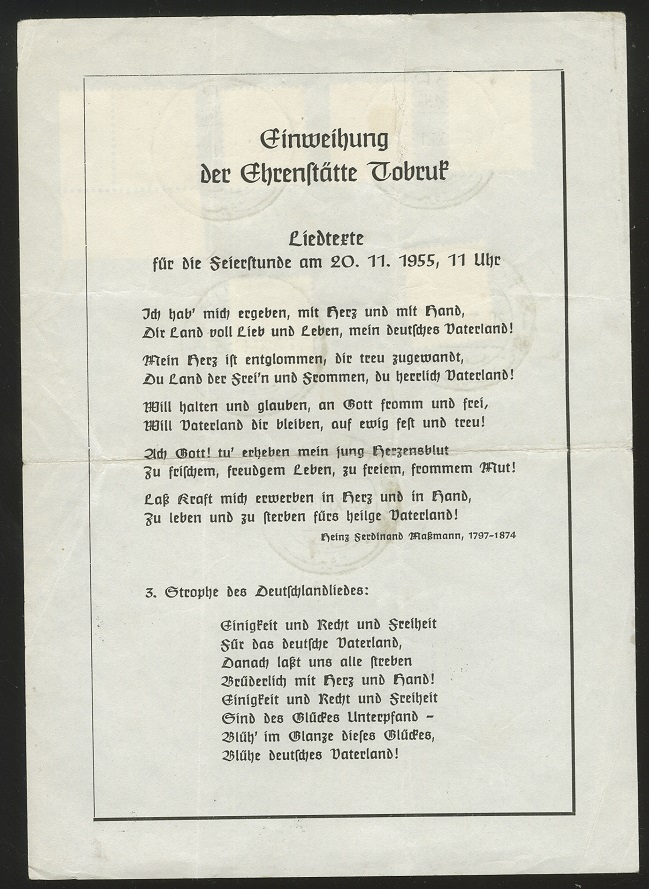 Einweihung
der Ehrenstätte Tobruk
Liedtexte
für die Feierstunde am 20. 11. 1955, 11 Uhr
Ich hab' mich ergeben, mit Herz und mit Hand,
Dir Land voll Lieb und Leben, mein deutsches Vaterland!
Mein Herz ist entglommen, dir treu zugewandt,
Du Land der Frei'n und Frommen, du herrlich Vaterland!
Will halten und glauben, an Gott fromm und frei,
Will Vaterland dir bleiben, auf ewig fest und treu!
Ach Gott! tu' erheben mein jung Herzensblut
Zu frischem, freudgem Leben, zu freiem, frommem Mut!
Laß Kraft mich erwerben in Herz und in Hand,
Zu leben und zu sterben fürs heilge Vaterland!
Heinz Ferdinand Maßmann, 1797-1874
3. Strophe des Deutschlandliedes:
Einigkeit und Recht und Freiheit
Für das deutsche Vaterland,
Danach laßt uns alle streben
Brüderlich mit Herz und Hand!
Einigkeit und Recht und Freiheit
Sind des Glückes Unterpfand –
Blüh' im Glanze dieses Glückes,
Blühe deutsches Vaterland!